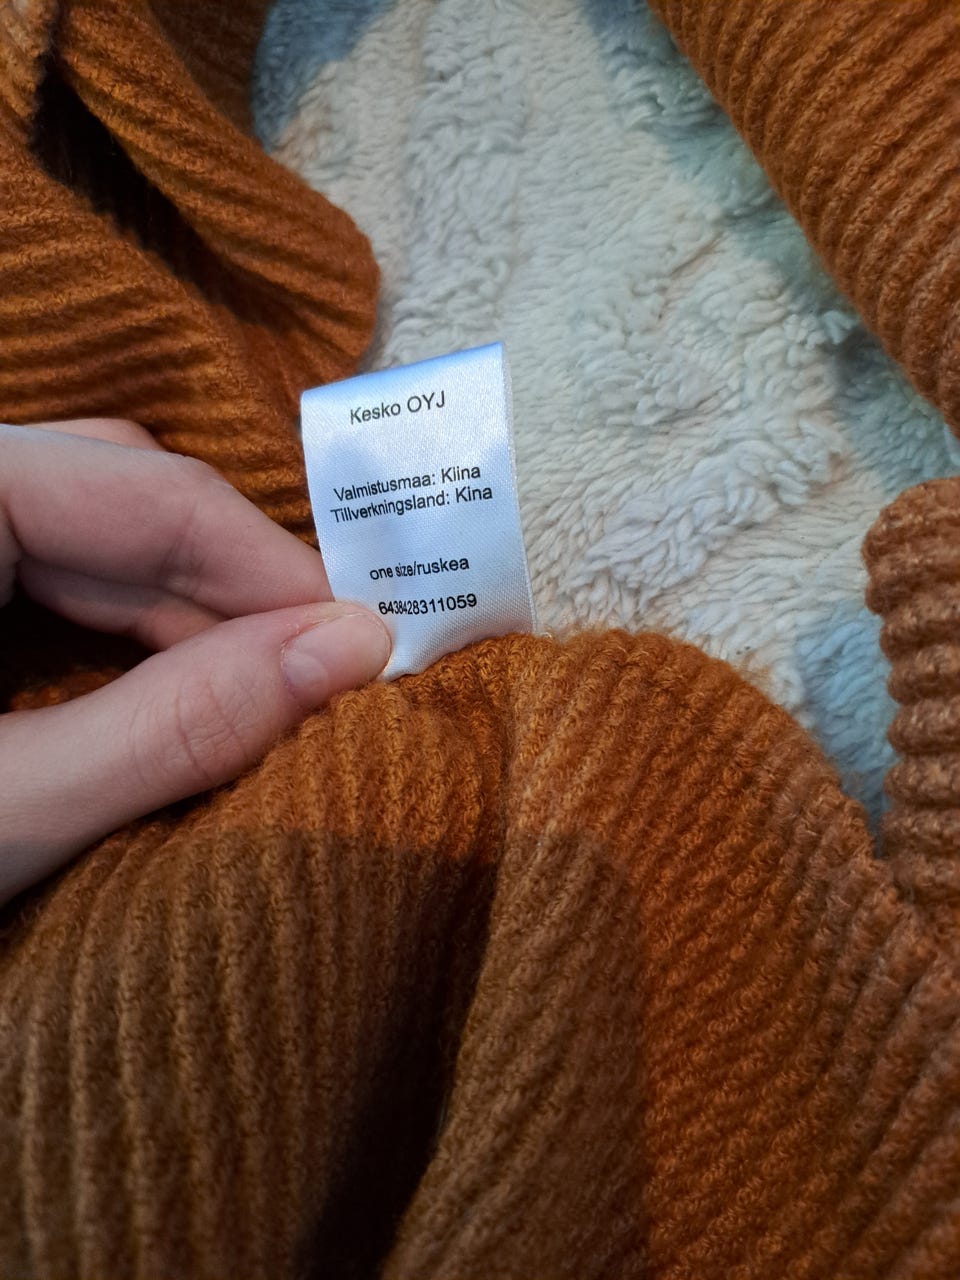 Kesko OYJ
Valmistusmaa: Kiina
Tillverkningsland: Kina
one size/ruskea
6438428311059